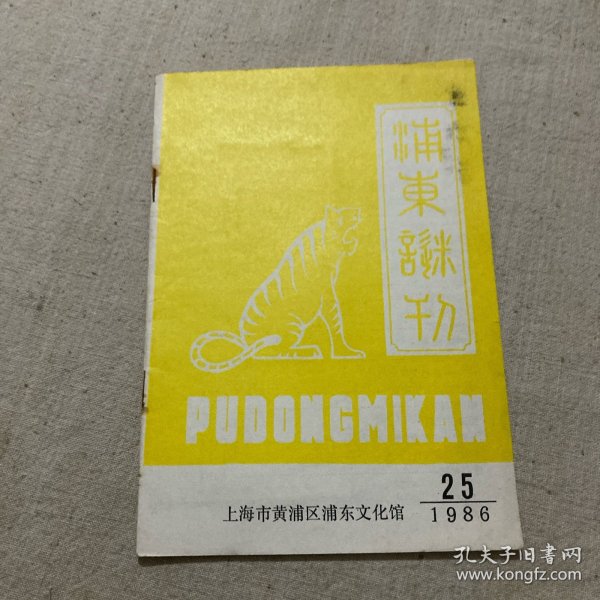 浦東謎刊
PUDONGMIKAN
上海市黄浦区浦东文化馆
25
1986
孔夫子旧书网
www.kongfz.com